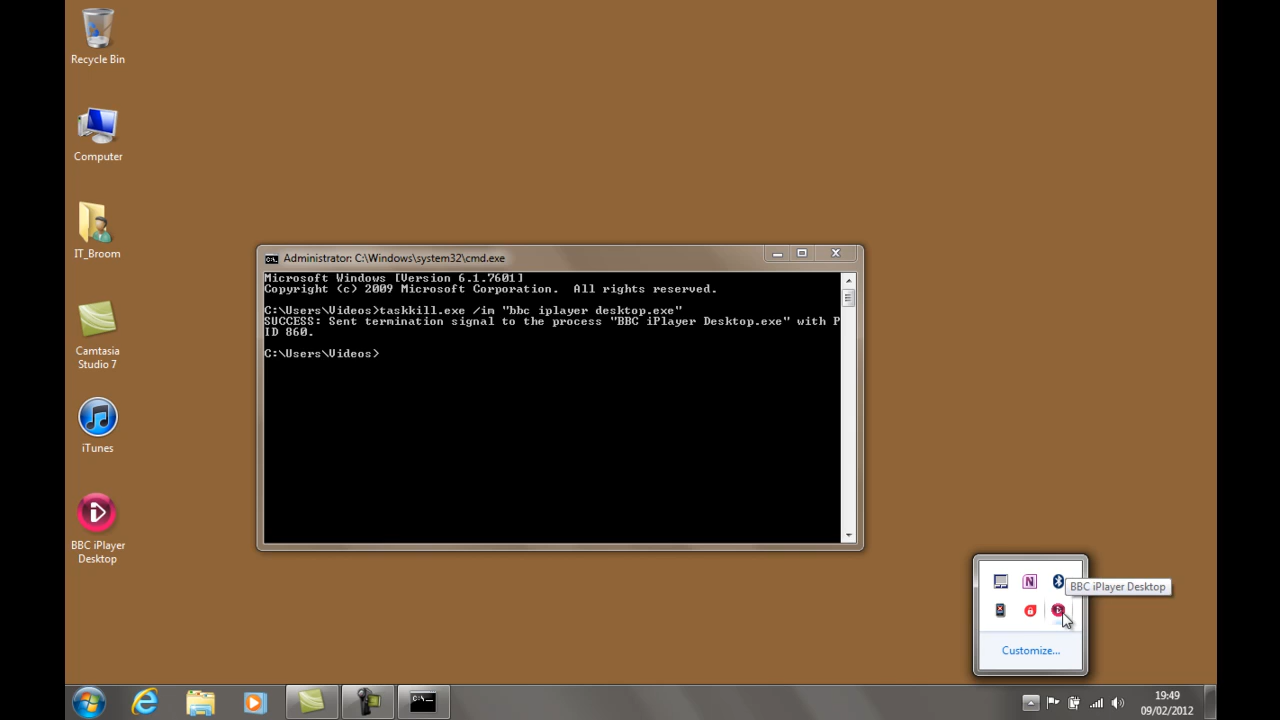 Recycle Bin
Computer
IT_Broom
Camtasia
Studio 7
iTunes
BBC iPlayer
Desktop
Administrator: C:\Windows\system32\cmd.exe
Microsoft Windows [Version 6.1.7601]
Copyright (c) 2009 Microsoft Corporation.  All rights reserved.
C:\Users\Videos>taskkill.exe /im "bbc iplayer desktop.exe"
SUCCESS: Sent termination signal to the process "BBC iPlayer Desktop.exe" with P
ID 860.
C:\Users\Videos>
BBC iPlayer Desktop
Customize...
19:49
09/02/2012